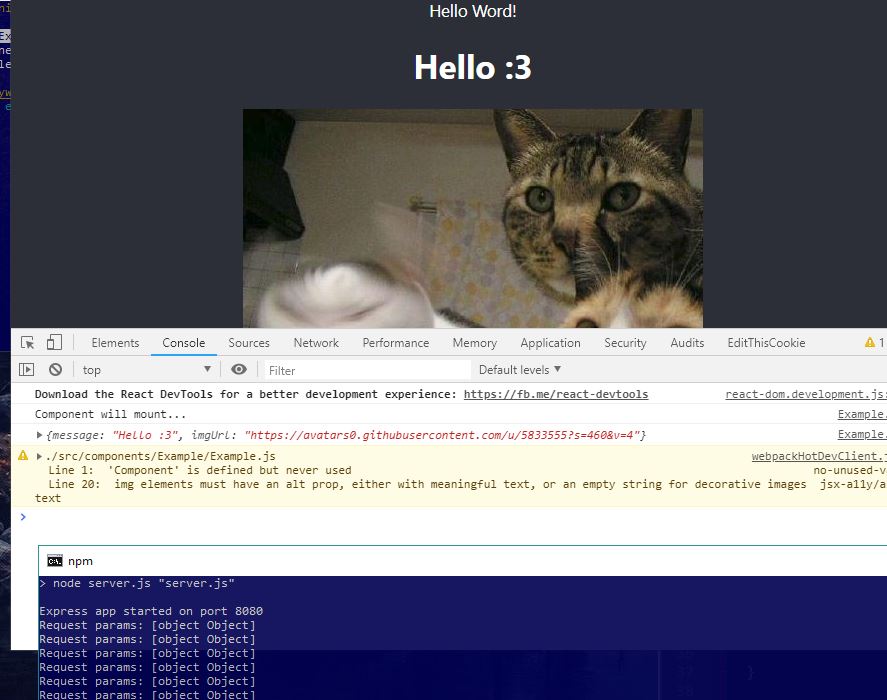 Hello Word!
Hello :3
Elements Console Sources Network Performance Memory Application Security Audits EditThisCookie 1
top Filter Default levels
Download the React DevTools for a better development experience: https://fb.me/react-devtools react-dom.development.js:
Component will mount... Example.
{message: "Hello :3", imgUrl: "https://avatars0.githubusercontent.com/u/5833555?s=460&v=4"} Example.
./src/components/Example/Example.js webpackHotDevClient.j
Line 1: 'Component' is defined but never used no-unused-v
Line 20: img elements must have an alt prop, either with meaningful text, or an empty string for decorative images jsx-a11y/a
text
>
C:\. npm
> node server.js "server.js"
Express app started on port 8080
Request params: [object Object]
Request params: [object Object]
Request params: [object Object]
Request params: [object Object]
Request params: [object Object]
Request params: [object Object]
37 }
38